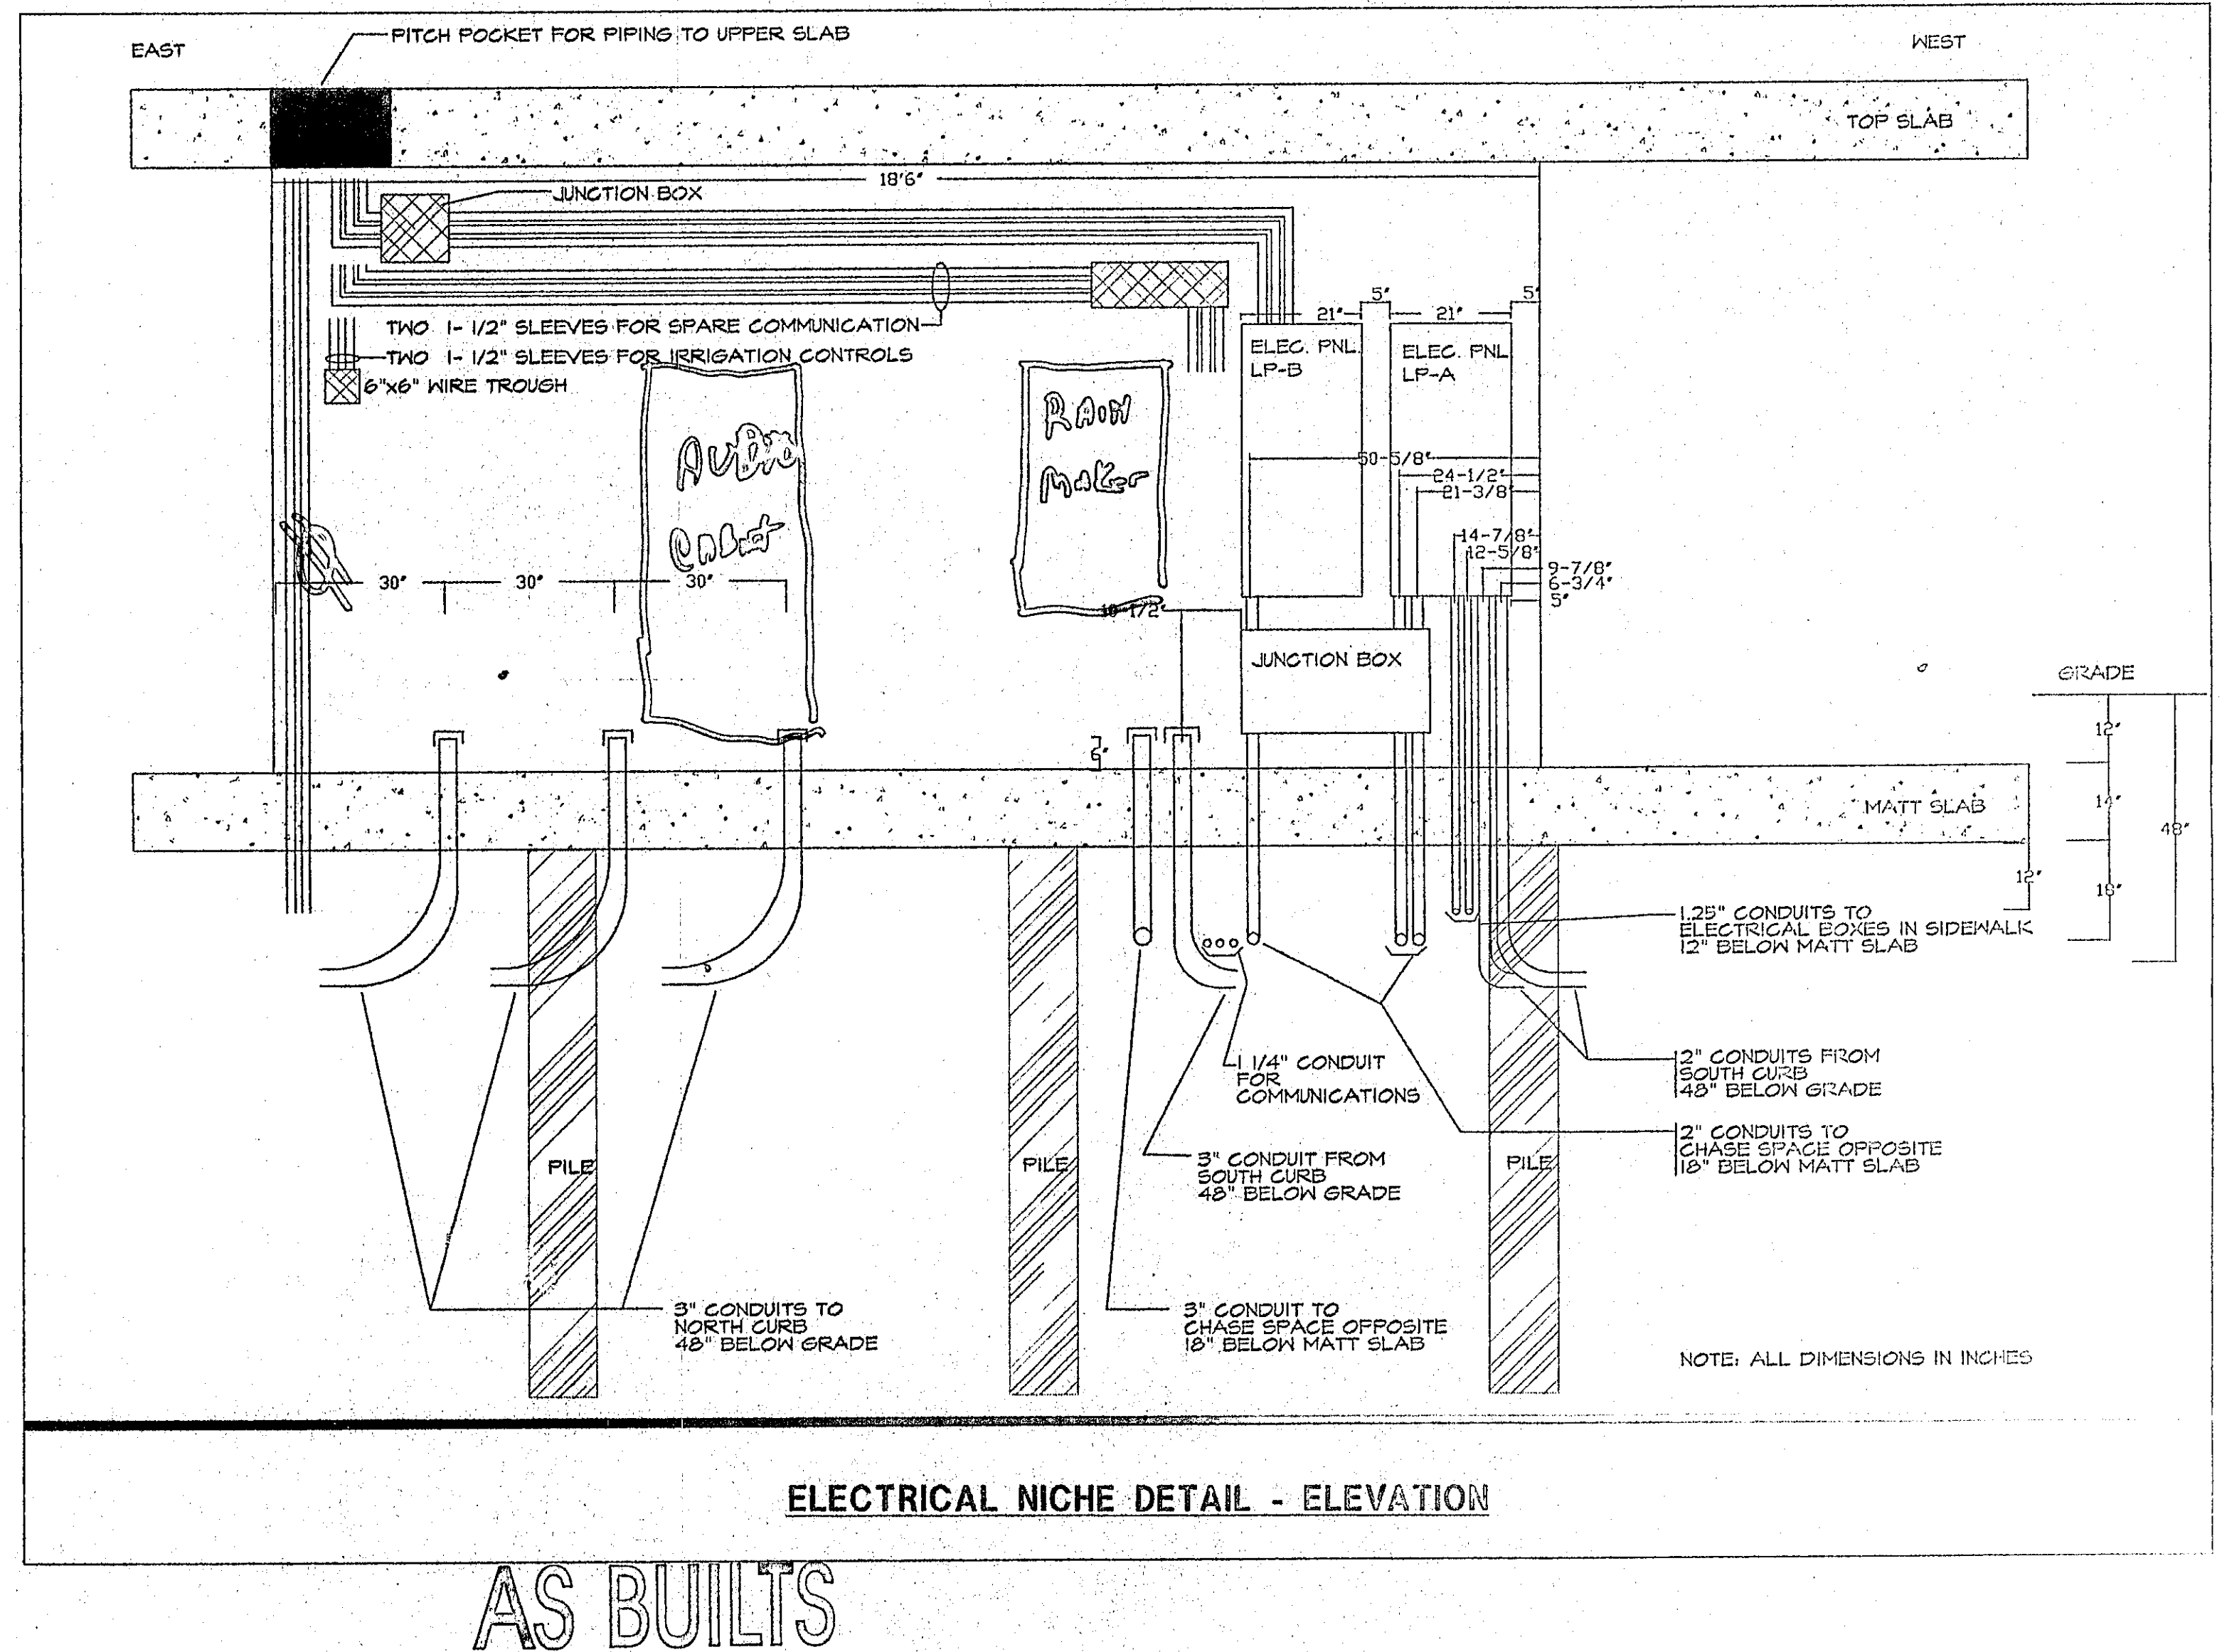 EAST
PITCH POCKET FOR PIPING TO UPPER SLAB
WEST
TOP SLAB
18'6"
JUNCTION BOX
TWO 1-1/2" SLEEVES FOR SPARE COMMUNICATION
TWO 1-1/2" SLEEVES FOR IRRIGATION CONTROLS
6"x6" WIRE TROUGH
5"
5"
21"
21"
ELEC. PNL
LP-B
ELEC. PNL
LP-A
AUDIO
CABNET
RAIN
MAKER
50-5/8"
24-1/2"
21-3/8"
14-7/8"
12-5/8"
9-7/8"
6-3/4"
5"
30"
30"
30"
JUNCTION BOX
6"
GRADE
12"
14"
18"
48"
12"
MATT SLAB
1.25" CONDUITS TO
ELECTRICAL BOXES IN SIDEWALK
12" BELOW MATT SLAB
2" CONDUITS FROM
SOUTH CURB
48" BELOW GRADE
2" CONDUITS TO
CHASE SPACE OPPOSITE
18" BELOW MATT SLAB
1 1/4" CONDUIT
FOR
COMMUNICATIONS
3" CONDUIT FROM
SOUTH CURB
48" BELOW GRADE
PILE
PILE
PILE
3" CONDUITS TO
NORTH CURB
48" BELOW GRADE
3" CONDUIT TO
CHASE SPACE OPPOSITE
18" BELOW MATT SLAB
NOTE: ALL DIMENSIONS IN INCHES
ELECTRICAL NICHE DETAIL - ELEVATION
AS BUILTS